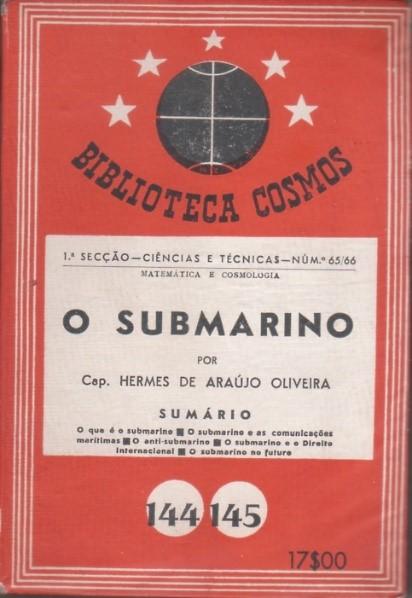 BIBLIOTECA COSMOS
1.ª SECÇÃO—CIÊNCIAS E TÉCNICAS—NÚM.º 65/66
MATEMÁTICA E COSMOLOGIA
O SUBMARINO
POR
Cap. HERMES DE ARAÚJO OLIVEIRA
SUMÁRIO
O que é o submarino ■ O submarino e as comunicações
marítimas ■ O anti-submarino ■ O submarino e o Direito
Internacional ■ O submarino no futuro
144 145
17$00